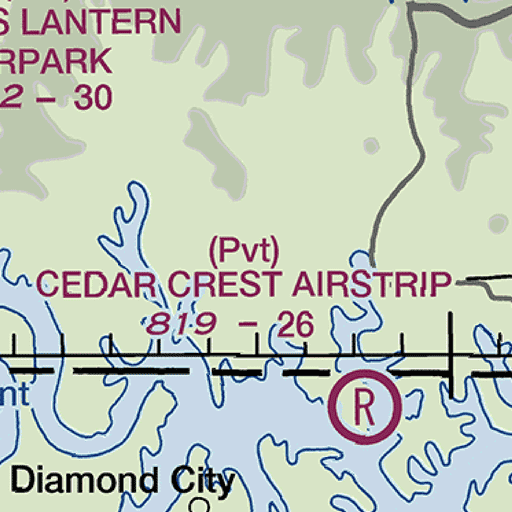 S LANTERN
RPARK
2 – 30
(Pvt)
CEDAR CREST AIRSTRIP
819 – 26
R
nt
Diamond City